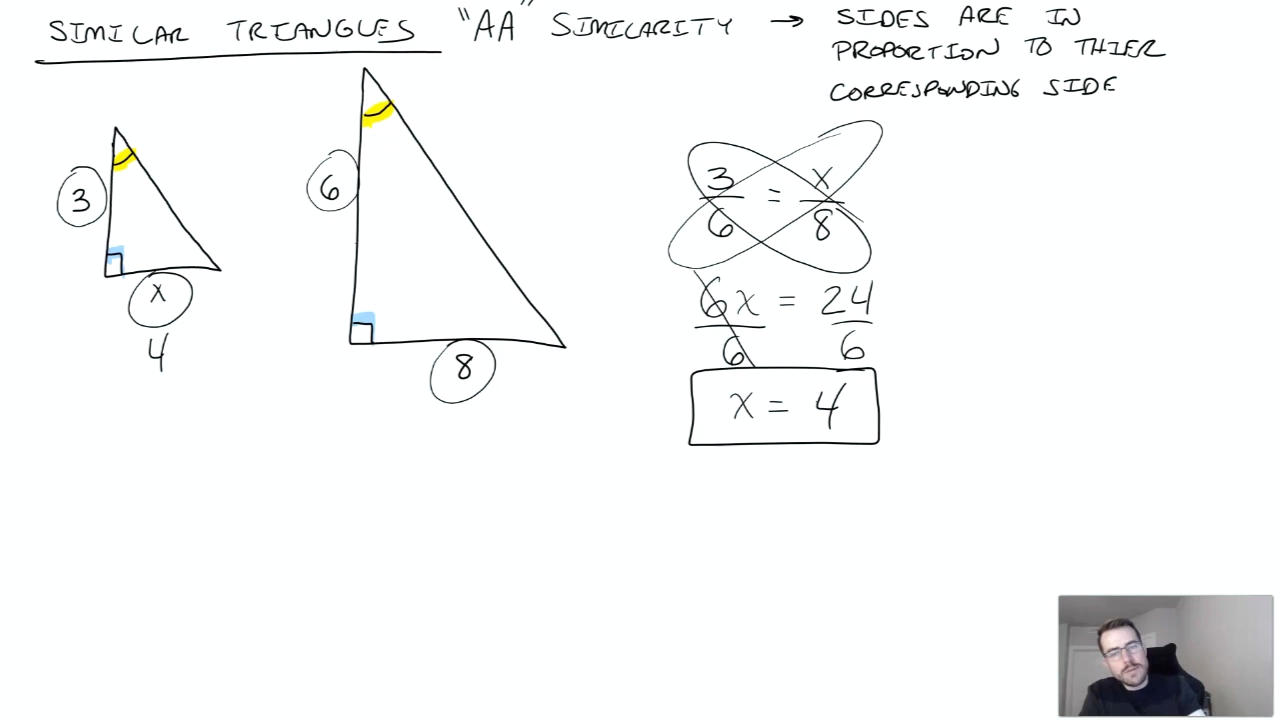 SIMILAR TRIANGLES "AA" SIMILARITY → SIDES ARE IN
PROPORTION TO THIER
CORRESPONDING SIDE
3
x
4
6
8
3/6 = x/8
6x/6 = 24/6
x = 4